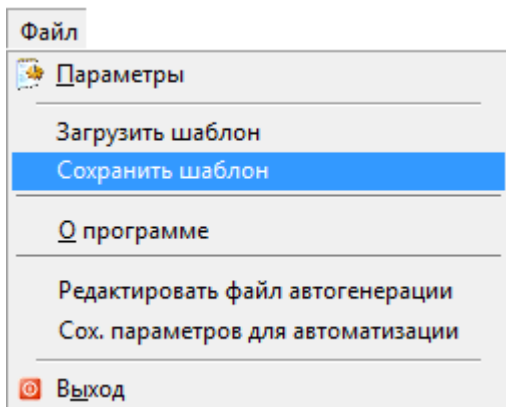 Файл
Параметры
Загрузить шаблон
Сохранить шаблон
О программе
Редактировать файл автогенерации
Сох. параметров для автоматизации
Выход